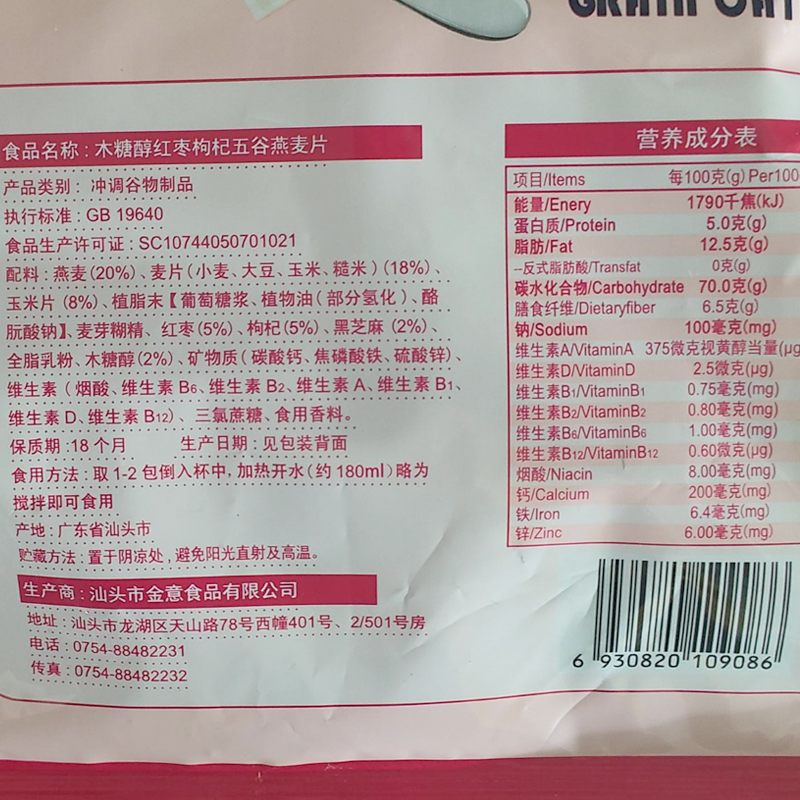 食品名称：木糖醇红枣枸杞五谷燕麦片
产品类别：冲调谷物制品
执行标准：GB 19640
食品生产许可证：SC10744050701021
配料：燕麦(20%)、麦片(小麦、大豆、玉米、糙米)(18%)、
玉米片(8%)、植脂末【葡萄糖浆、植物油(部分氢化)、酪
朊酸钠】、麦芽糊精、红枣(5%)、枸杞(5%)、黑芝麻(2%)、
全脂乳粉、木糖醇(2%)、矿物质(碳酸钙、焦磷酸铁、硫酸锌)、
维生素(烟酸、维生素B6、维生素B2、维生素A、维生素B1、
维生素D、维生素B12)、三氯蔗糖、食用香料。
保质期:18个月 生产日期:见包装背面
食用方法:取1-2包倒入杯中,加热开水(约180ml)略为
搅拌即可食用
产地:广东省汕头市
贮藏方法:置于阴凉处,避免阳光直射及高温。
生产商:汕头市金意食品有限公司
地址:汕头市龙湖区天山路78号西幢401号、2/501号房
电话:0754-88482231
传真:0754-88482232
营养成分表
项目/Items 每100克(g) Per100
能量/Enery 1790千焦(kJ)
蛋白质/Protein 5.0克(g)
脂肪/Fat 12.5克(g)
–反式脂肪酸/Transfat 0克(g)
碳水化合物/Carbohydrate 70.0克(g)
膳食纤维/Dietaryfiber 6.5克(g)
钠/Sodium 100毫克(mg)
维生素A/VitaminA 375微克视黄醇当量(μg
维生素D/VitaminD 2.5微克(μg)
维生素B1/VitaminB1 0.75毫克(mg)
维生素B2/VitaminB2 0.80毫克(mg)
维生素B6/VitaminB6 1.00毫克(mg)
维生素B12/VitaminB12 0.60微克(μg)
烟酸/Niacin 8.00毫克(mg)
钙/Calcium 200毫克(mg)
铁/Iron 6.4毫克(mg)
锌/Zinc 6.00毫克(mg)
6 930820 109086